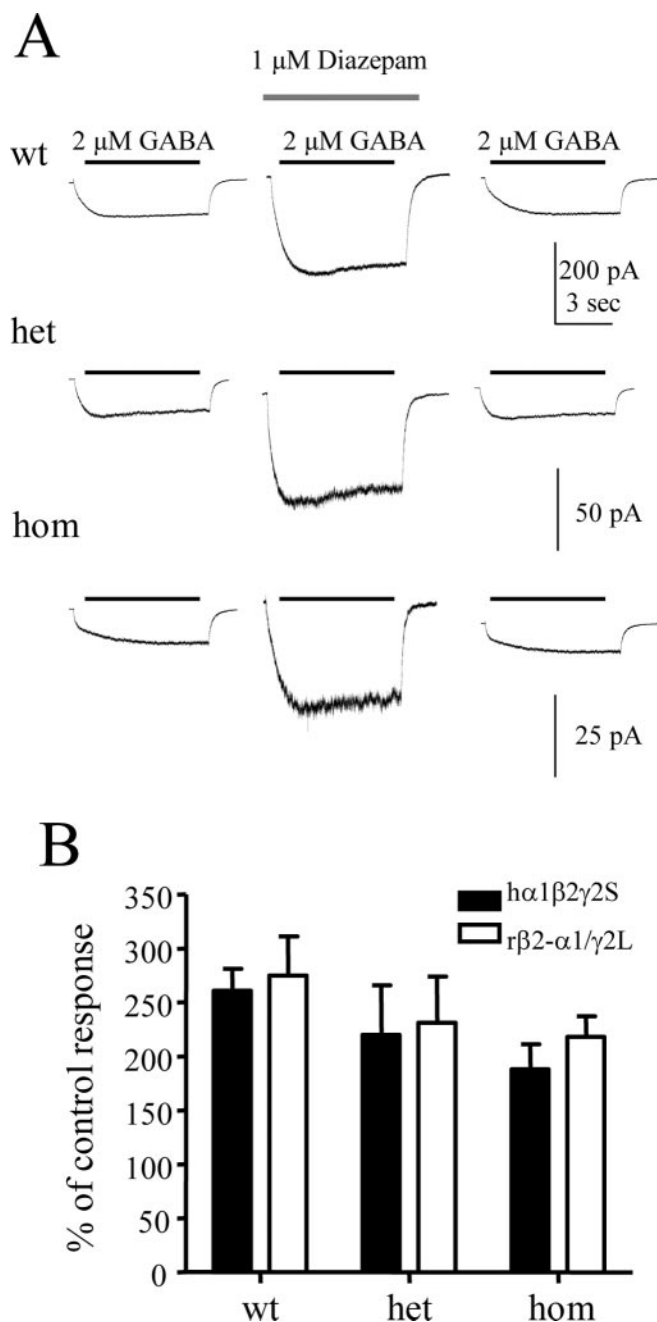 A
1 μM Diazepam
wt
2 μM GABA 2 μM GABA 2 μM GABA
200 pA
3 sec
het
50 pA
hom
25 pA
B
% of control response
350
300
250
200
150
100
50
0
hα1β2γ2S
rβ2-α1/γ2L
wt het hom